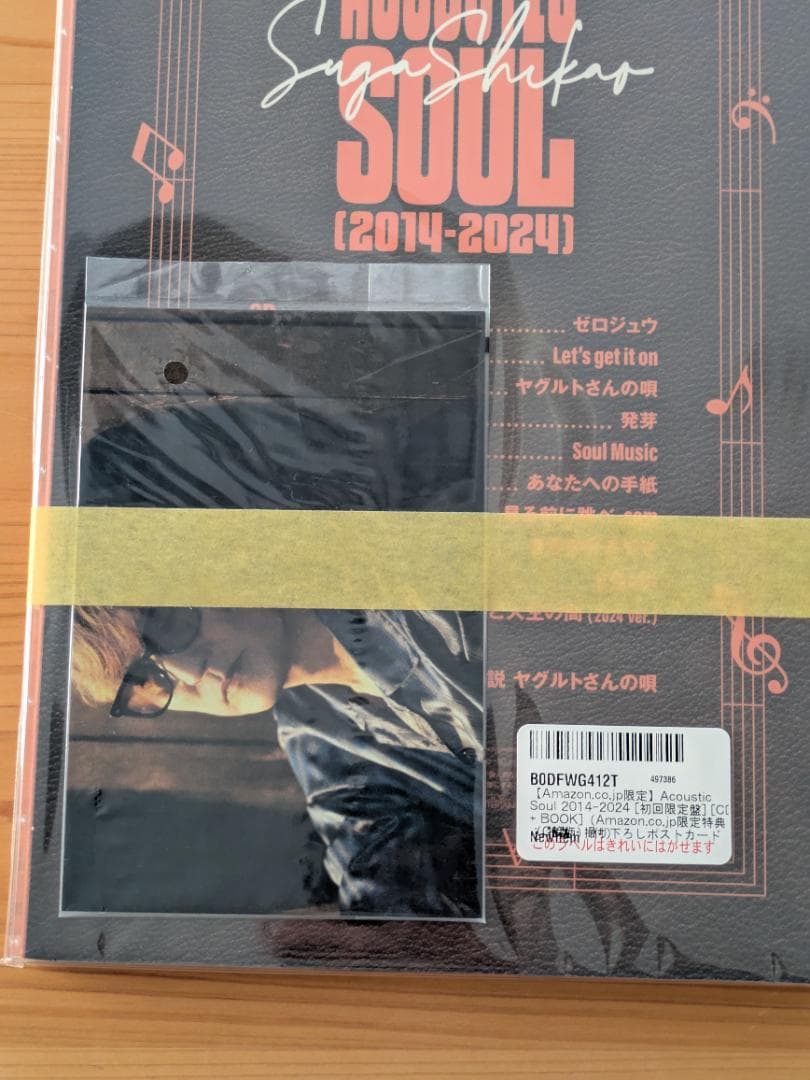 ACOUSTIC
SugaShikao
SOUL
(2014-2024)
ゼロジュウ
Let's get it on
ヤグルトさんの唄
発芽
Soul Music
あなたへの手紙
(2024 ver.)
説 ヤグルトさんの唄
B0DFWG412T 497386
【Amazon.co.jp限定】Acoustic
Soul 2014-2024 [初回限定盤] [CD
+ BOOK] (Amazon.co.jp限定特典
下ろしポストカード
New Item
このラベルはきれいにはがせます